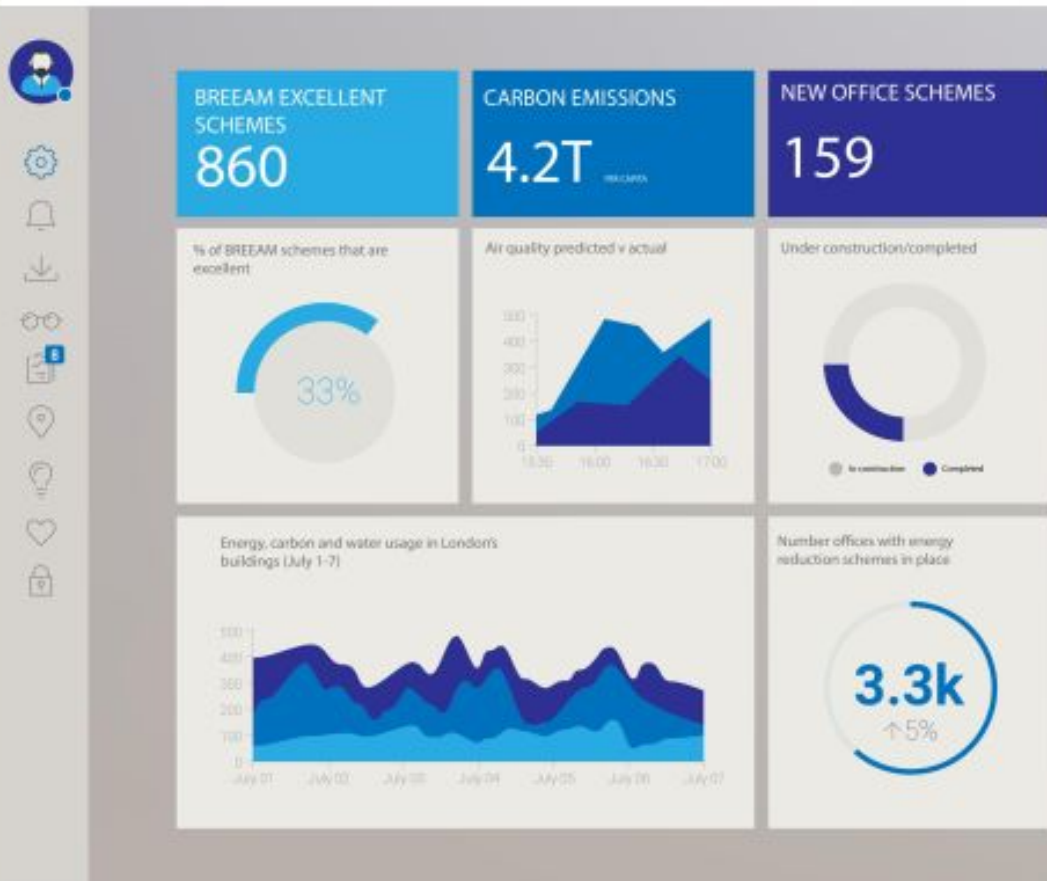 BREEAM EXCELLENT
SCHEMES
860
CARBON EMISSIONS
4.2T
PER CAPITA
NEW OFFICE SCHEMES
159
% of BREEAM schemes that are
excellent
33%
Air quality predicted v actual
500
400
300
200
100
0
15:30
16:00
16:30
17:00
Under construction/completed
In construction
Completed
6
Energy, carbon and water usage in London's
buildings (July 1-7)
500
400
300
200
100
0
July 01
July 02
July 03
July 04
July 05
July 06
July 07
Number offices with energy
reduction schemes in place
3.3k
↑5%